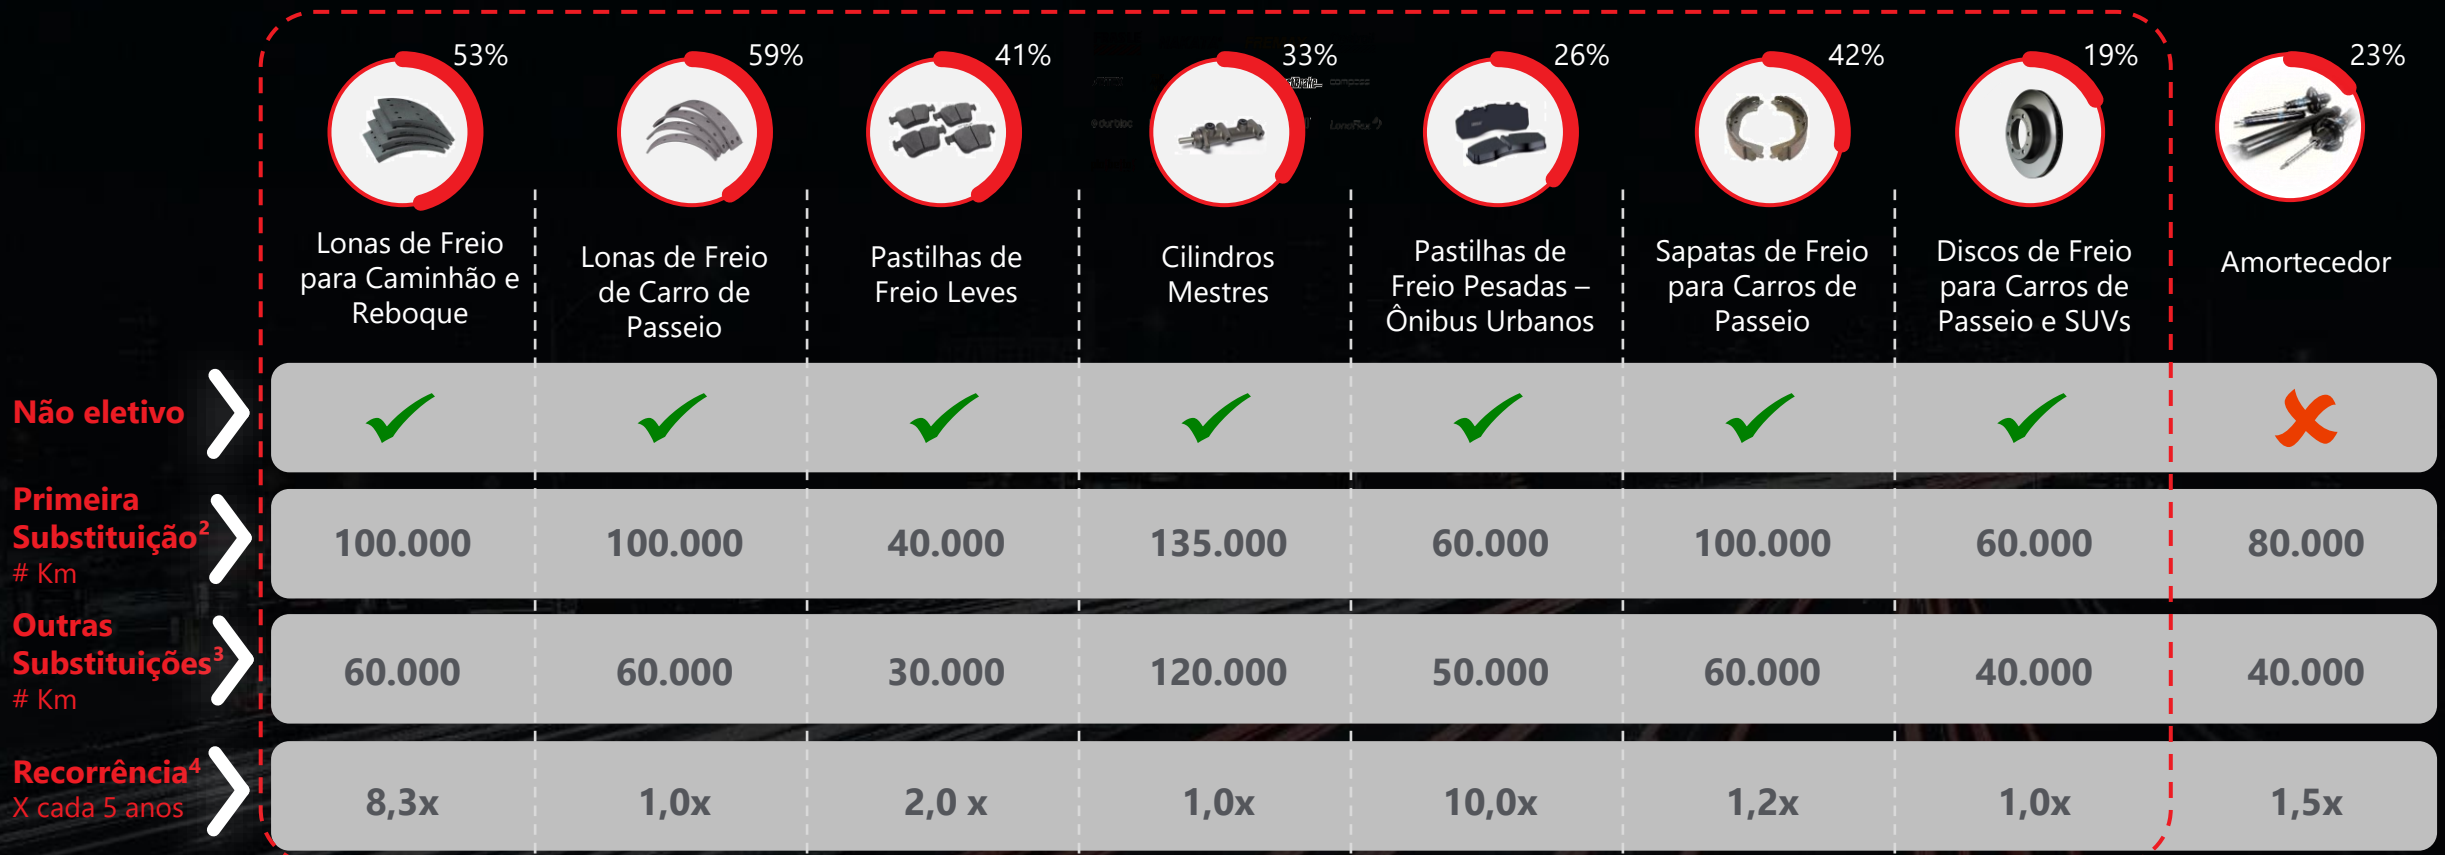 53%
59%
41%
33%
26%
42%
19%
23%
Lonas de Freio
para Caminhão e
Reboque
Lonas de Freio
de Carro de
Passeio
Pastilhas de
Freio Leves
Cilindros
Mestres
Pastilhas de
Freio Pesadas –
Ônibus Urbanos
Sapatas de Freio
para Carros de
Passeio
Discos de Freio
para Carros de
Passeio e SUVs
Amortecedor
Não eletivo
Primeira
Substituição²
# Km
100.000
100.000
40.000
135.000
60.000
100.000
60.000
80.000
Outras
Substituições³
# Km
60.000
60.000
30.000
120.000
50.000
60.000
40.000
40.000
Recorrência⁴
X cada 5 anos
8,3x
1,0x
2,0 x
1,0x
10,0x
1,2x
1,0x
1,5x